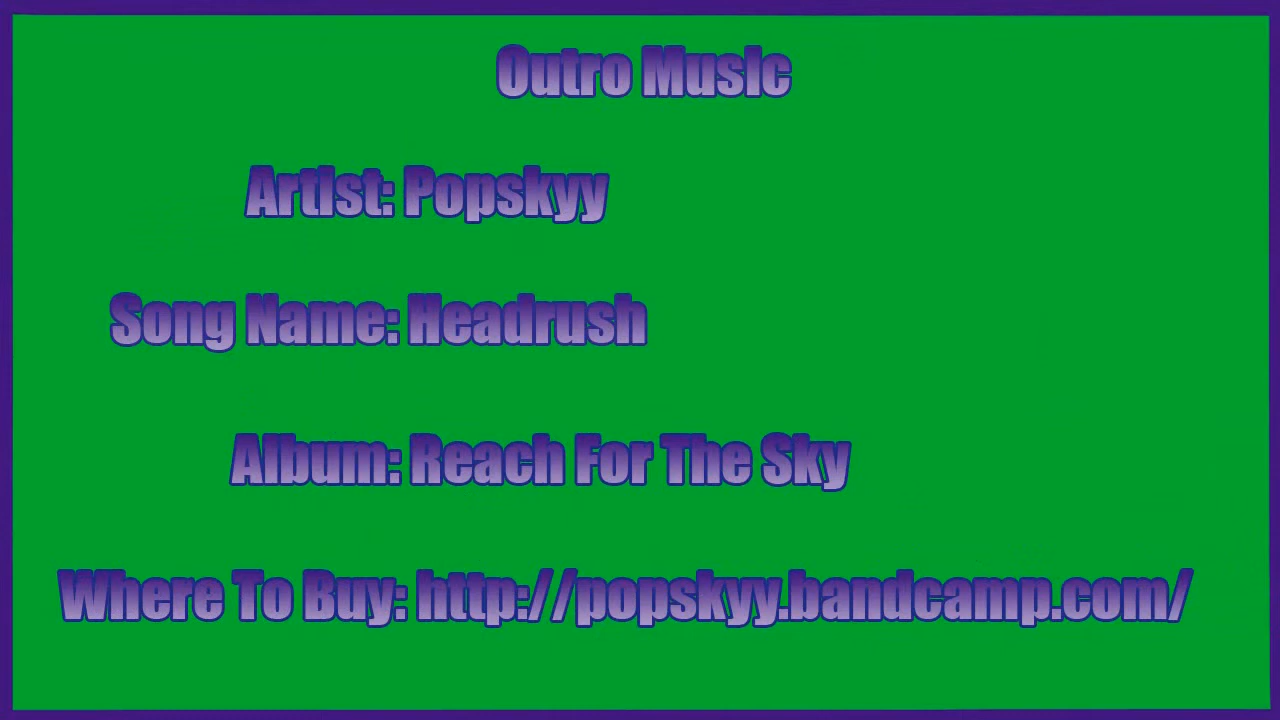 Outro Music
Artist: Popskyy
Song Name: Headrush
Album: Reach For The Sky
Where To Buy: http://popskyy.bandcamp.com/